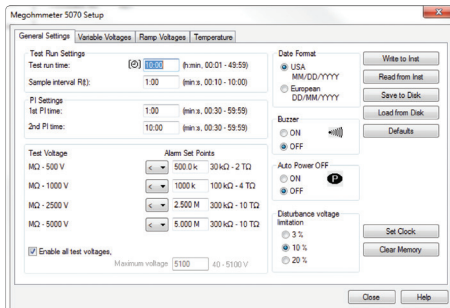 Megohmmeter 5070 Setup
General Settings Variable Voltages Ramp Voltages Temperature
Test Run Settings
Test run time: 10:00 (h:min, 00:01 - 49:59)
Sample interval R(t): 1:00 (min:s, 00:10 - 10:00)
PI Settings
1st PI time: 1:00 (min:s, 00:30 - 59:59)
2nd PI time: 10:00 (min:s, 00:30 - 59:59)
Test Voltage Alarm Set Points
MΩ - 500 V < 500.0 k 30 kΩ - 2 TΩ
MΩ - 1000 V < 1000 k 100 kΩ - 4 TΩ
MΩ - 2500 V < 2.500 M 300 kΩ - 10 TΩ
MΩ - 5000 V < 5.000 M 300 kΩ - 10 TΩ
Enable all test voltages,
Maximum voltage 5100 40 - 5100 V
Date Format
USA
MM/DD/YYYY
European
DD/MM/YYYY
Buzzer
ON
OFF
Auto Power OFF
ON P
OFF
Disturbance voltage
limitation
3 %
10 %
20 %
Write to Inst
Read from Inst
Save to Disk
Load from Disk
Defaults
Set Clock
Clear Memory
Close Help